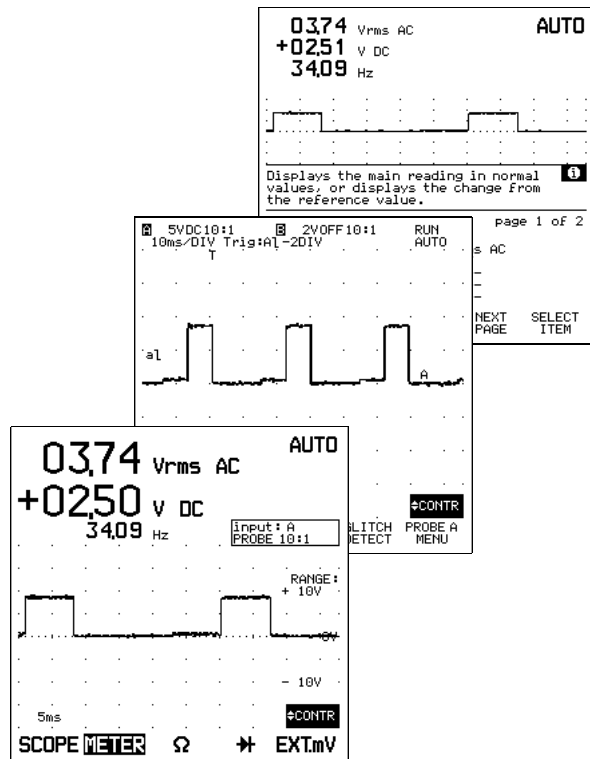 03.74 Vrms AC AUTO
+02.51 V DC
34.09 Hz
Displays the main reading in normal
values, or displays the change from
the reference value.
page 1 of 2
s AC
NEXT SELECT
PAGE ITEM
A 5VDC10:1 B 2VOFF10:1 RUN
10ms/DIV Trig:A↑-2DIV AUTO
T
al
A
CONTR
GLITCH PROBE A
DETECT MENU
03.74 Vrms AC AUTO
+02.50 V DC
34.09 Hz
input: A
PROBE 10:1
RANGE:
+ 10V
0V
- 10V
5ms
CONTR
SCOPE METER Ω EXT.mV